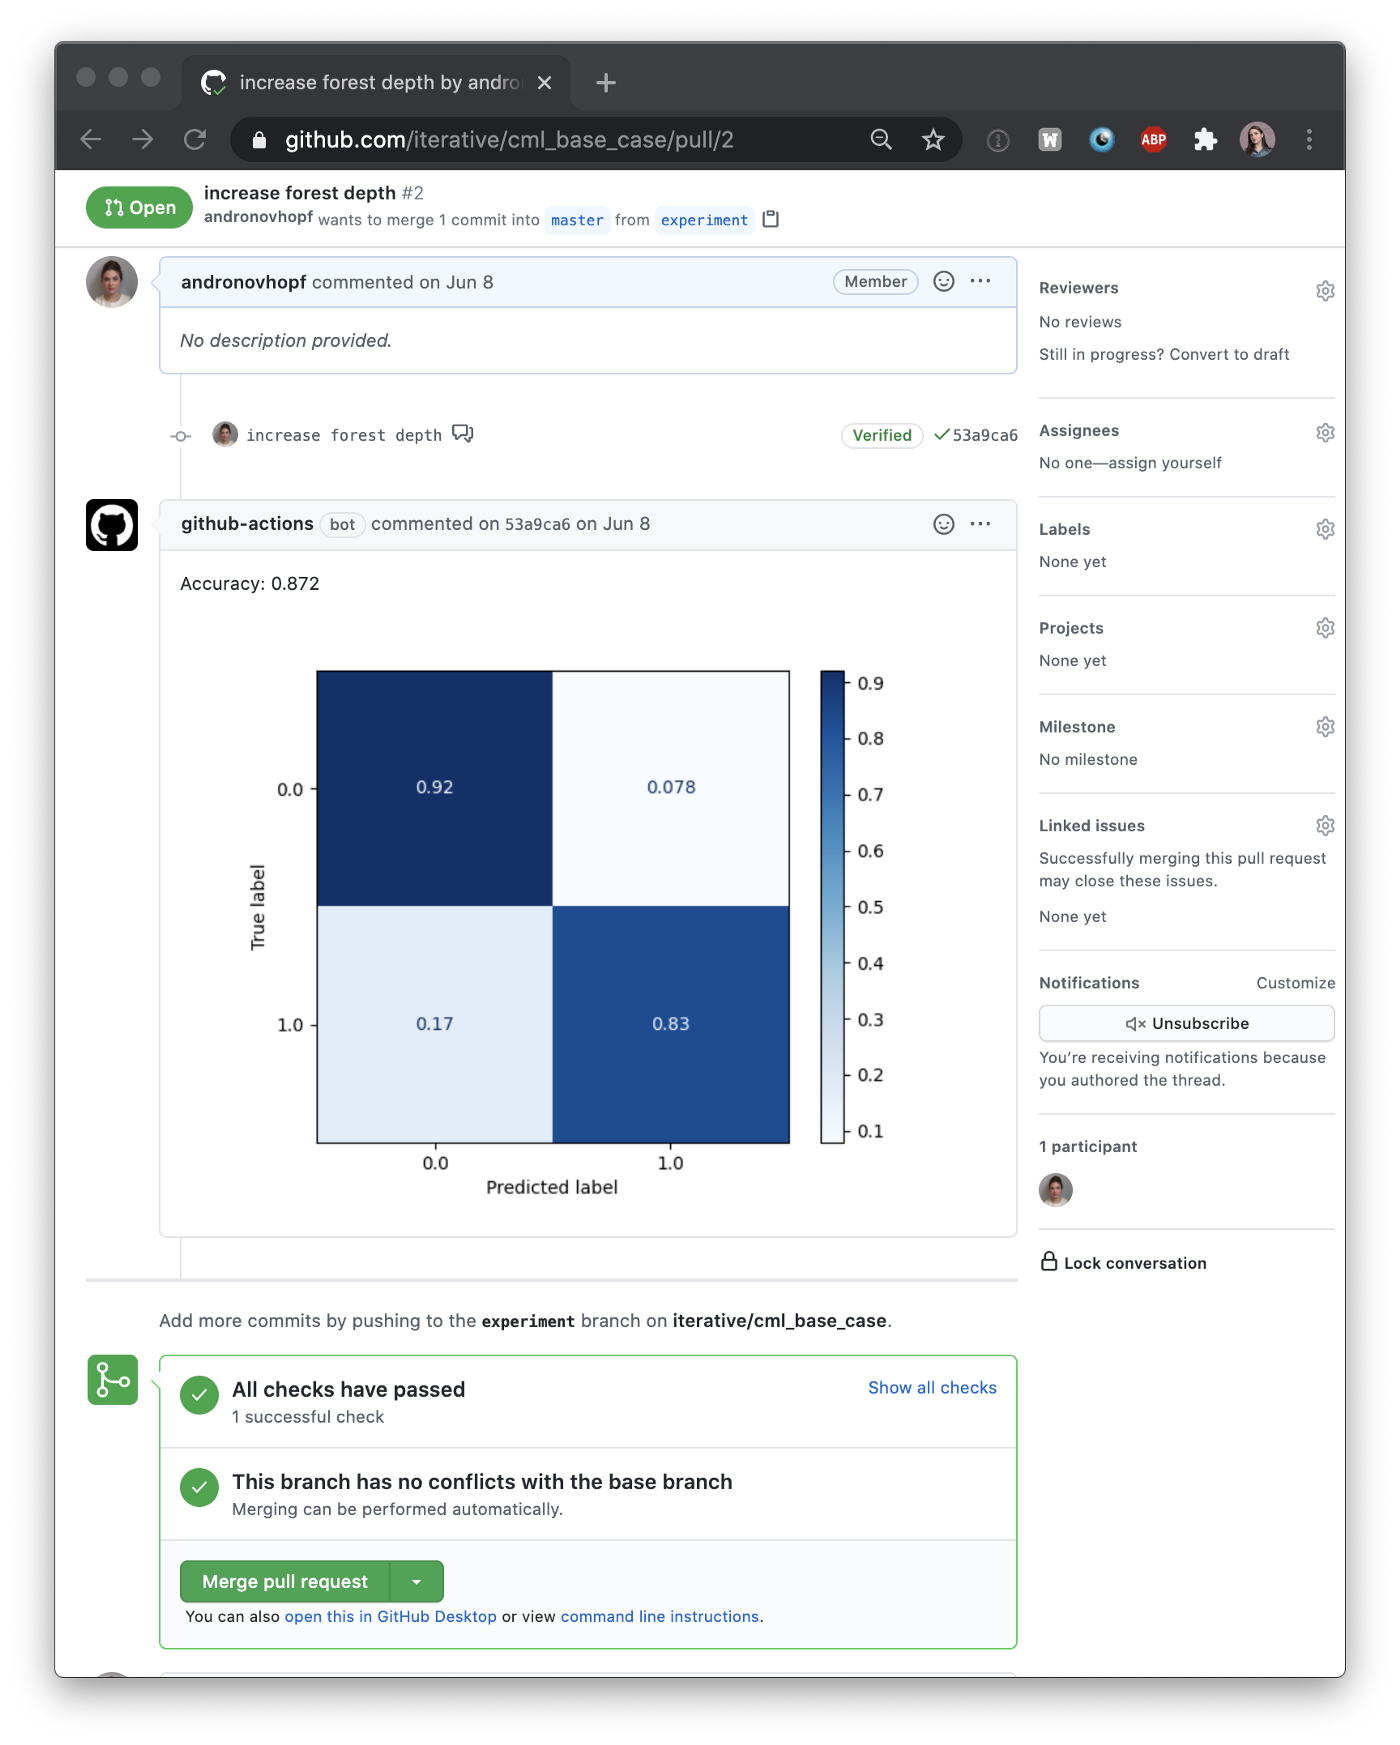 increase forest depth by andro
github.com/iterative/cml_base_case/pull/2
W
ABP
Open
increase forest depth #2
andronovhopf wants to merge 1 commit into master from experiment
andronovhopf commented on Jun 8
Member
No description provided.
increase forest depth
Verified
53a9ca6
github-actions bot commented on 53a9ca6 on Jun 8
Accuracy: 0.872
0.92
0.078
0.17
0.83
0.0
1.0
True label
0.0
1.0
Predicted label
0.9
0.8
0.7
0.6
0.5
0.4
0.3
0.2
0.1
Add more commits by pushing to the experiment branch on iterative/cml_base_case.
All checks have passed
Show all checks
1 successful check
This branch has no conflicts with the base branch
Merging can be performed automatically.
Merge pull request
You can also open this in GitHub Desktop or view command line instructions.
Reviewers
No reviews
Still in progress? Convert to draft
Assignees
No one—assign yourself
Labels
None yet
Projects
None yet
Milestone
No milestone
Linked issues
Successfully merging this pull request
may close these issues.
None yet
Notifications
Customize
Unsubscribe
You're receiving notifications because
you authored the thread.
1 participant
Lock conversation